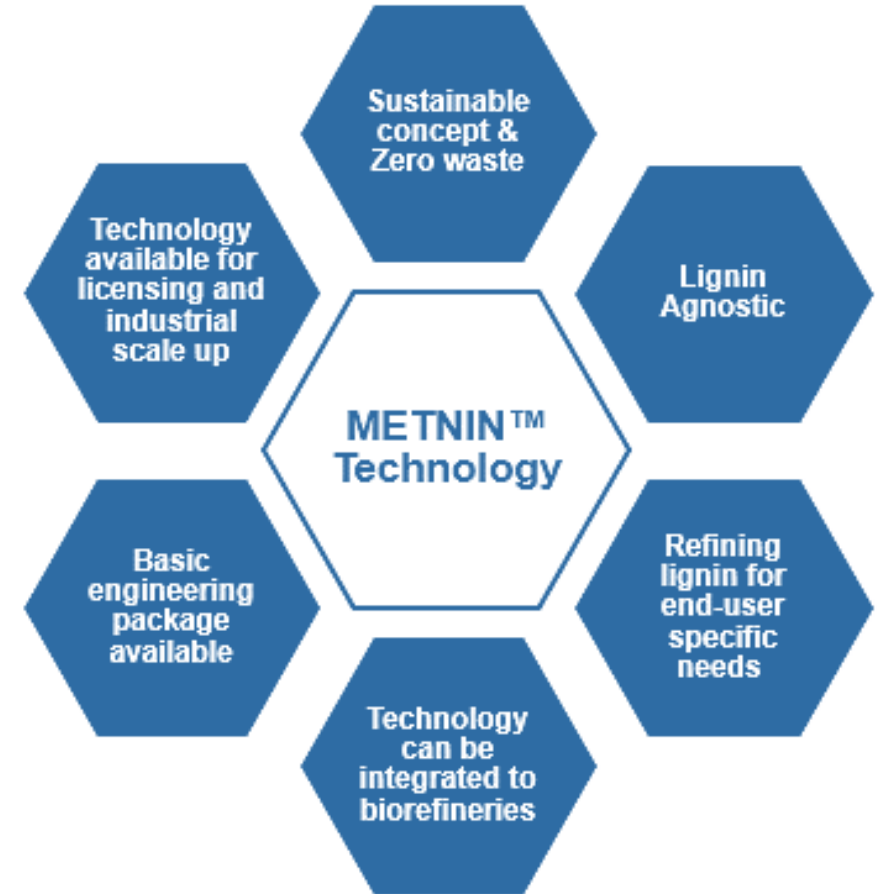 Sustainable
concept &
Zero waste
Technology
available for
licensing and
industrial
scale up
Lignin
Agnostic
METNIN™
Technology
Basic
engineering
package
available
Refining
lignin for
end-user
specific
needs
Technology
can be
integrated to
biorefineries